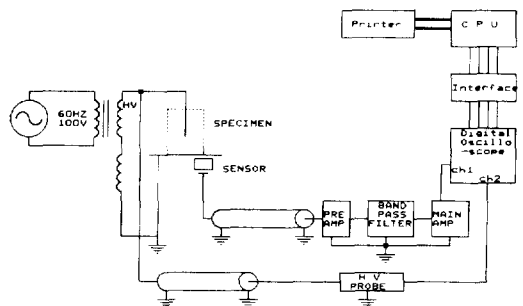 Printer
C P U
Interface
Digital
Oscillo
-scope
ch1
ch2
60HZ
100V
HV
SPECIMEN
SENSOR
PRE
AMP
BAND
PASS
FILTER
MAIN
AMP
H V
PROBE